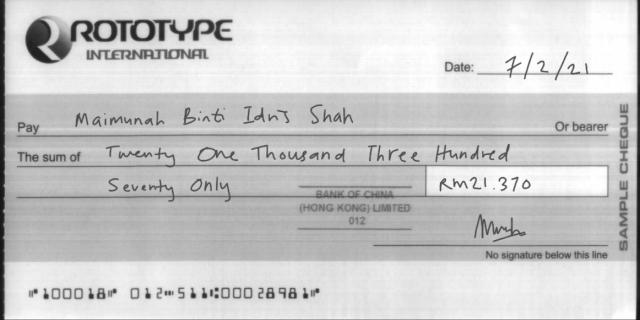 ROTOTYPE
INTERNATIONAL
Date: 7/2/21
Pay Maimunah Binti Idris Shah Or bearer
The sum of Twenty One Thousand Three Hundred
Seventy Only RM21.370
BANK OF CHINA
(HONG KONG) LIMITED
012
No signature below this line
SAMPLE CHEQUE
⑈100018⑈ 012⑉511⑆00028981⑈